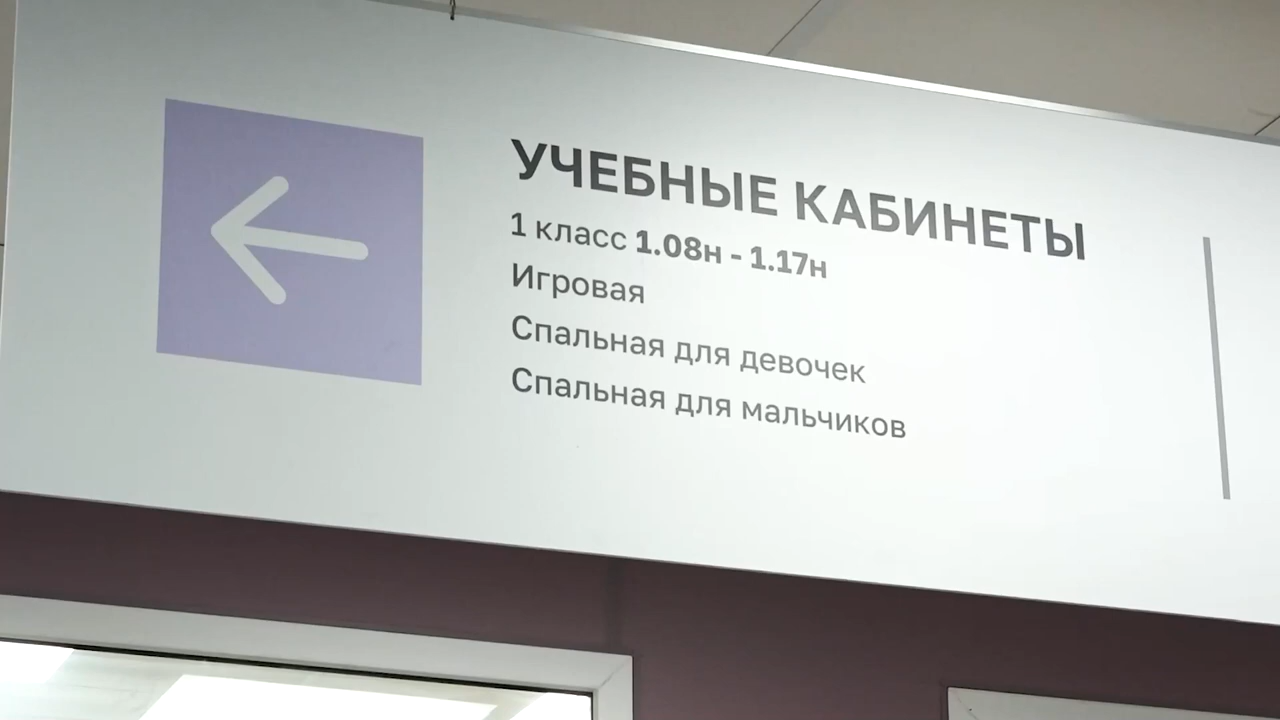 УЧЕБНЫЕ КАБИНЕТЫ
1 класс 1.08н - 1.17н
Игровая
Спальная для девочек
Спальная для мальчиков